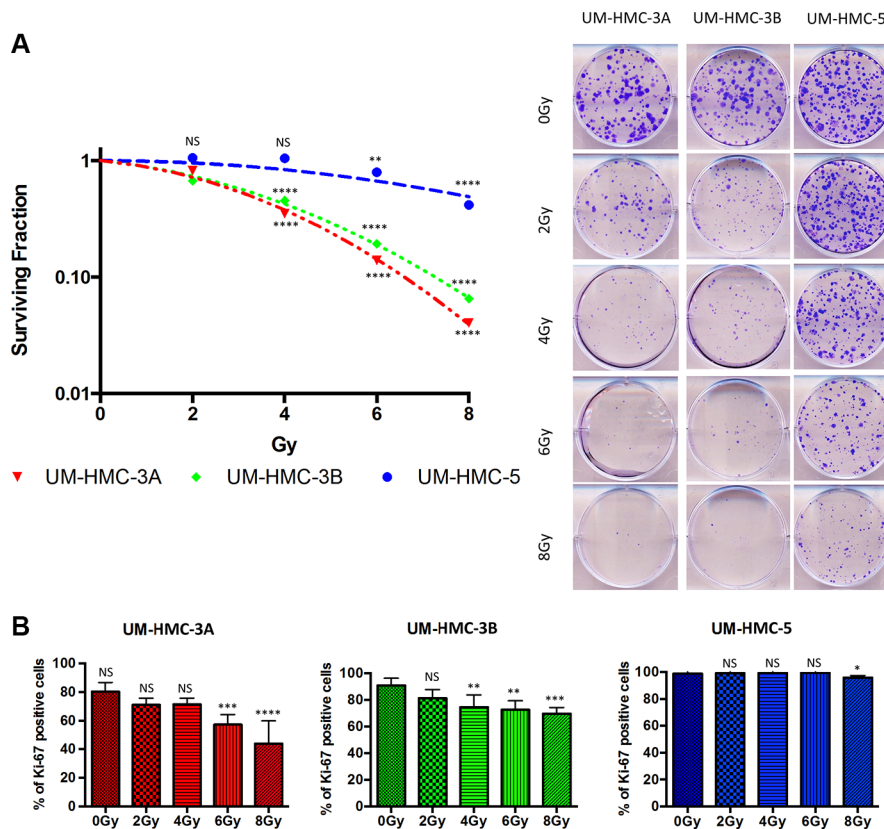 A
UM-HMC-3A UM-HMC-3B UM-HMC-5
0Gy
2Gy
4Gy
6Gy
8Gy
Surviving Fraction
1
0.10
0.01
0 2 4 6 8
Gy
NS NS ** ****
**** **** ****
**** **** ****
UM-HMC-3A UM-HMC-3B UM-HMC-5
B
UM-HMC-3A
% of Ki-67 positive cells
100
80
60
40
20
0
NS NS NS *** ****
0Gy 2Gy 4Gy 6Gy 8Gy
UM-HMC-3B
% of Ki-67 positive cells
100
80
60
40
20
0
NS ** ** ***
0Gy 2Gy 4Gy 6Gy 8Gy
UM-HMC-5
% of Ki-67 positive cells
100
80
60
40
20
0
NS NS NS *
0Gy 2Gy 4Gy 6Gy 8Gy